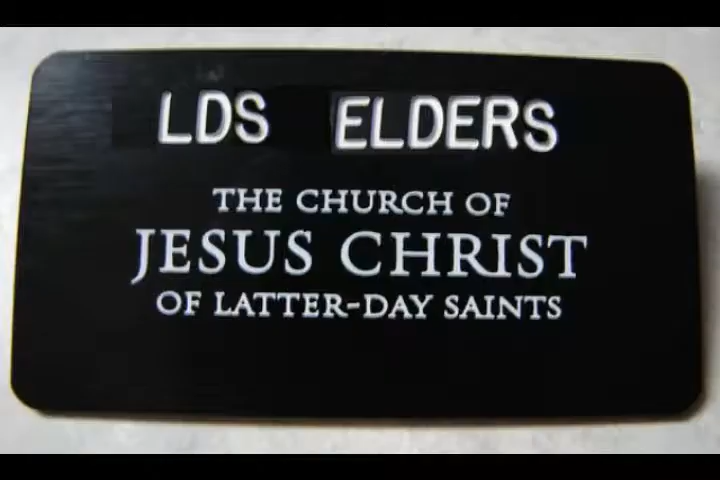 LDS ELDERS
THE CHURCH OF
JESUS CHRIST
OF LATTER-DAY SAINTS